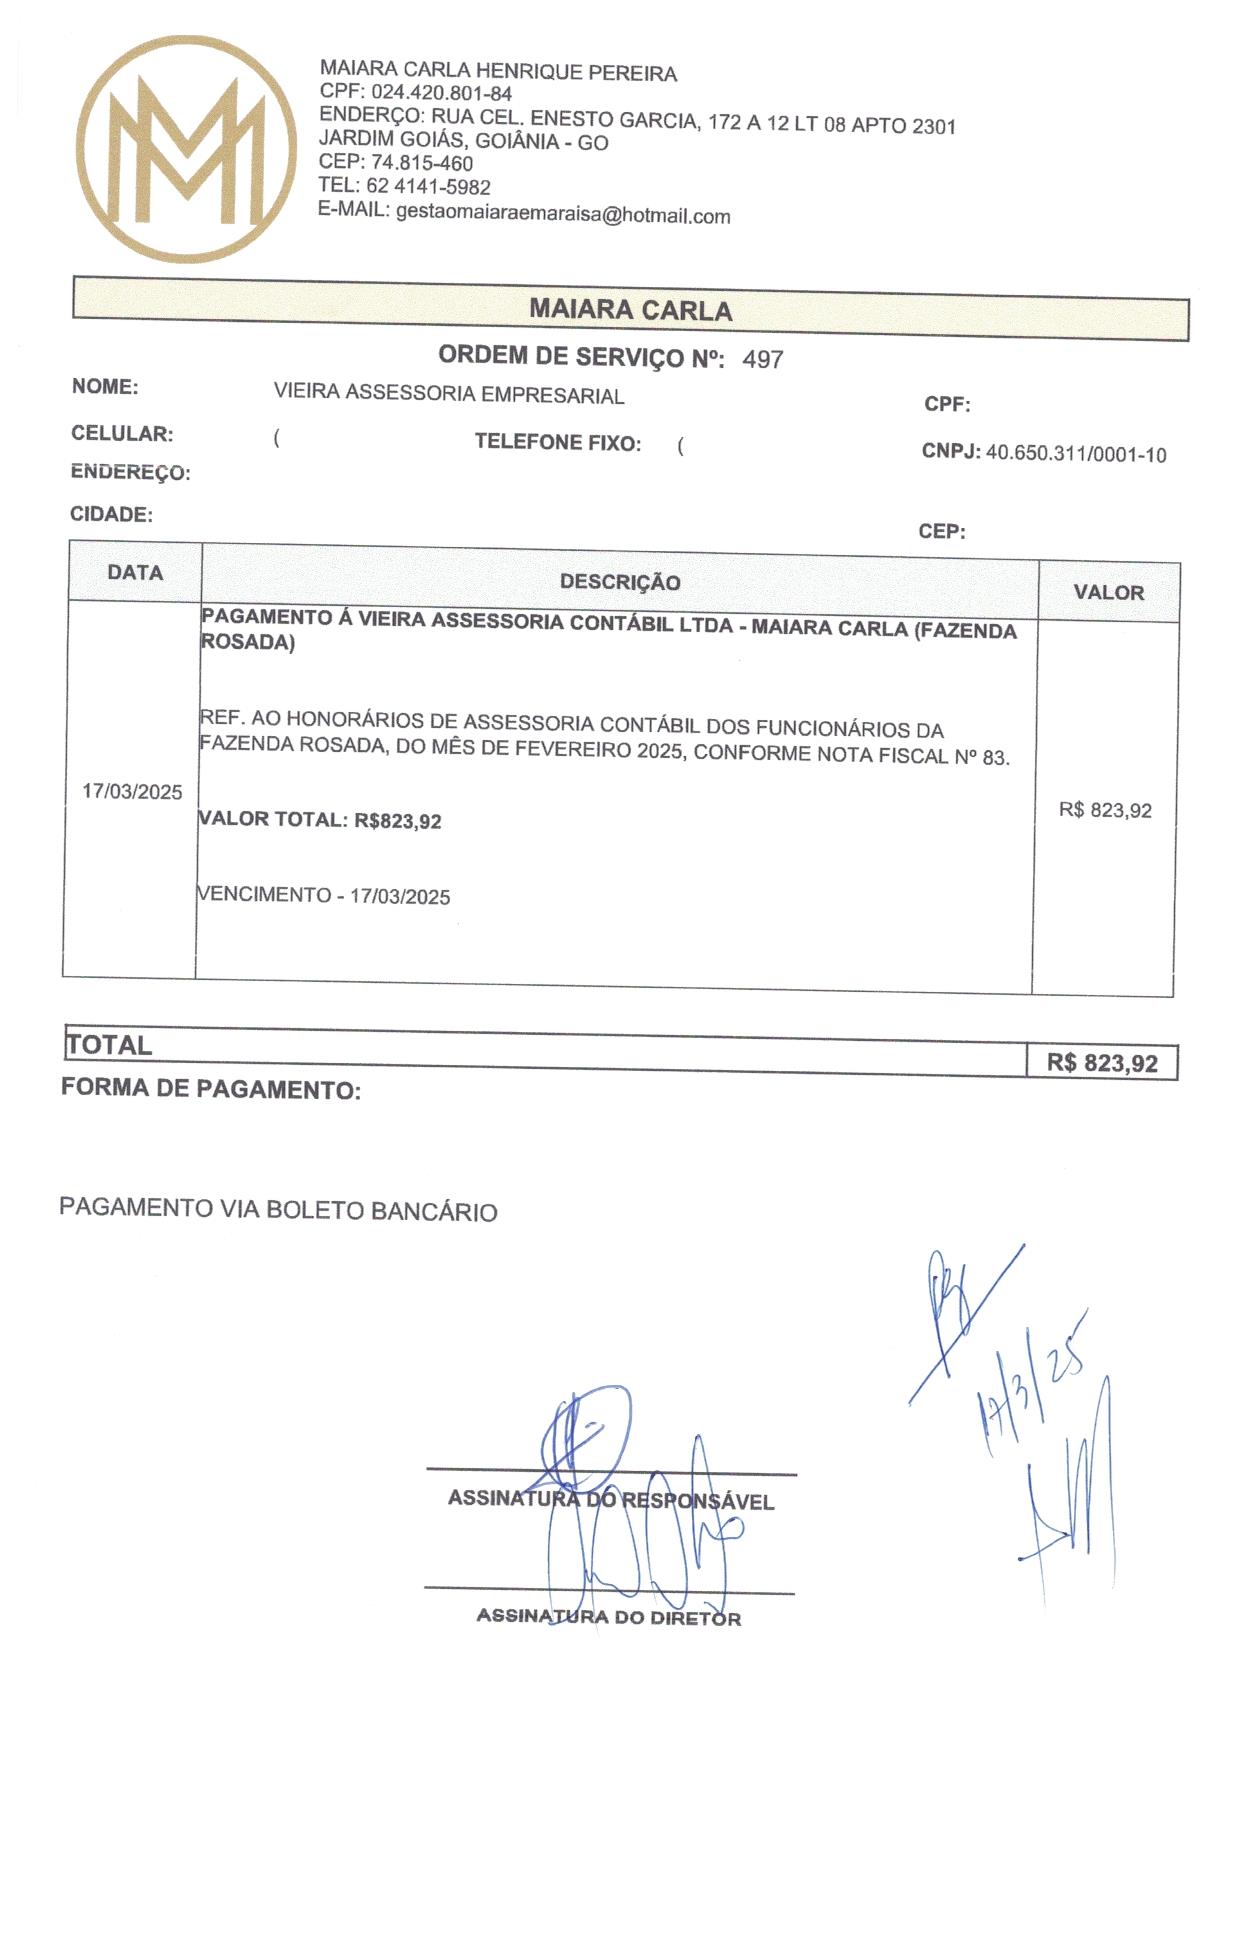 MAIARA CARLA HENRIQUE PEREIRA
CPF: 024.420.801-84
ENDERÇO: RUA CEL. ENESTO GARCIA, 172 A 12 LT 08 APTO 2301
JARDIM GOIÁS, GOIÂNIA - GO
CEP: 74.815-460
TEL: 62 4141-5982
E-MAIL: gestaomaiaraemaraisa@hotmail.com
MAIARA CARLA
ORDEM DE SERVIÇO Nº: 497
NOME: VIEIRA ASSESSORIA EMPRESARIAL CPF:
CELULAR: ( TELEFONE FIXO: ( CNPJ: 40.650.311/0001-10
ENDEREÇO:
CIDADE: CEP:
DATA DESCRIÇÃO VALOR
PAGAMENTO Á VIEIRA ASSESSORIA CONTÁBIL LTDA - MAIARA CARLA (FAZENDA
ROSADA)
REF. AO HONORÁRIOS DE ASSESSORIA CONTÁBIL DOS FUNCIONÁRIOS DA
FAZENDA ROSADA, DO MÊS DE FEVEREIRO 2025, CONFORME NOTA FISCAL Nº 83.
17/03/2025 R$ 823,92
VALOR TOTAL: R$823,92
VENCIMENTO - 17/03/2025
TOTAL R$ 823,92
FORMA DE PAGAMENTO:
PAGAMENTO VIA BOLETO BANCÁRIO
17/3/25
ASSINATURA DO RESPONSÁVEL
ASSINATURA DO DIRETOR